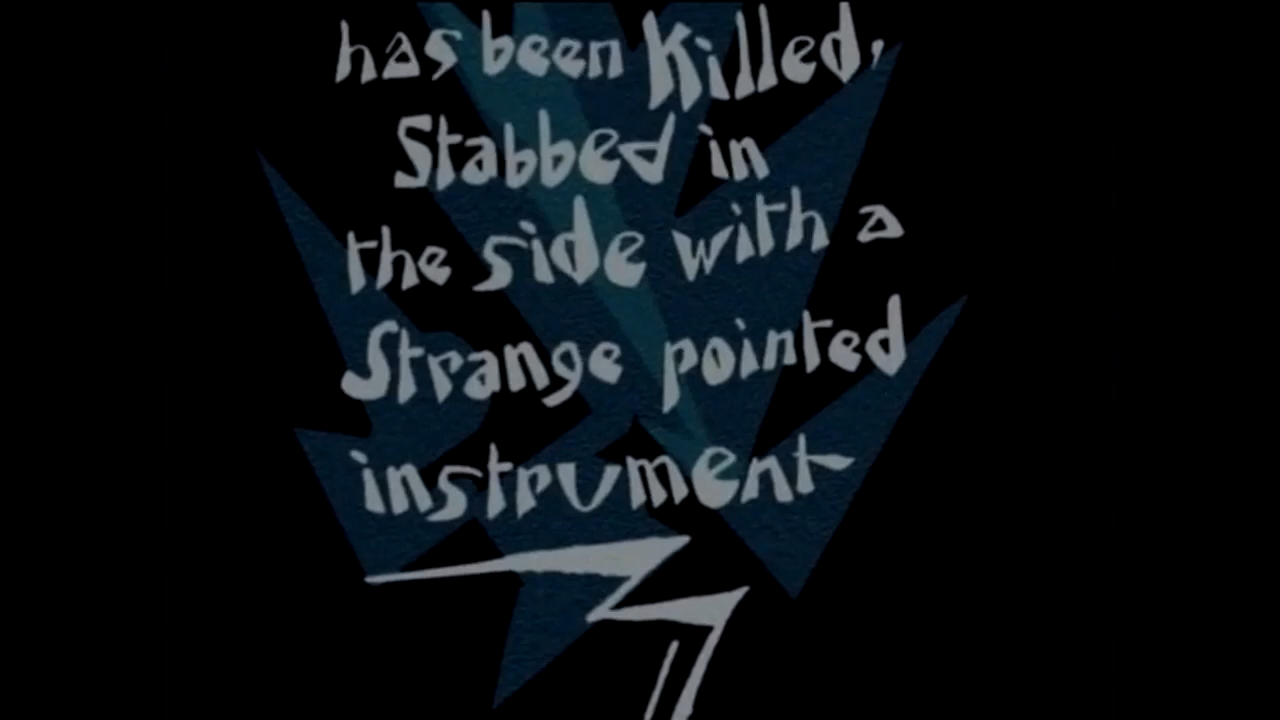 has been Killed,
Stabbed in
the side with a
Strange pointed
instrument